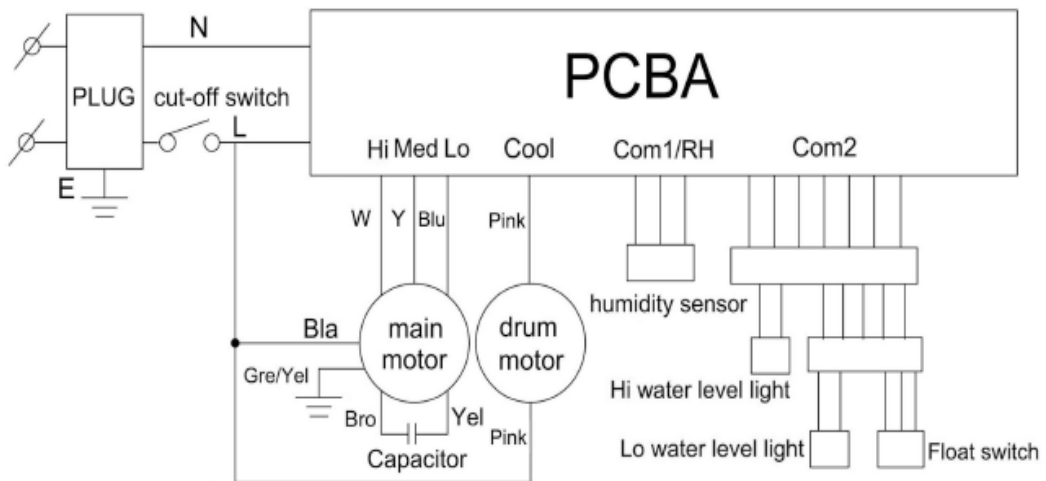 N
PCBA
PLUG
cut-off switch
L
E
Hi Med Lo Cool Com1/RH Com2
W Y Blu Pink
humidity sensor
Bla
main motor
drum motor
Gre/Yel
Hi water level light
Bro
Yel
Pink
Capacitor
Lo water level light
Float switch